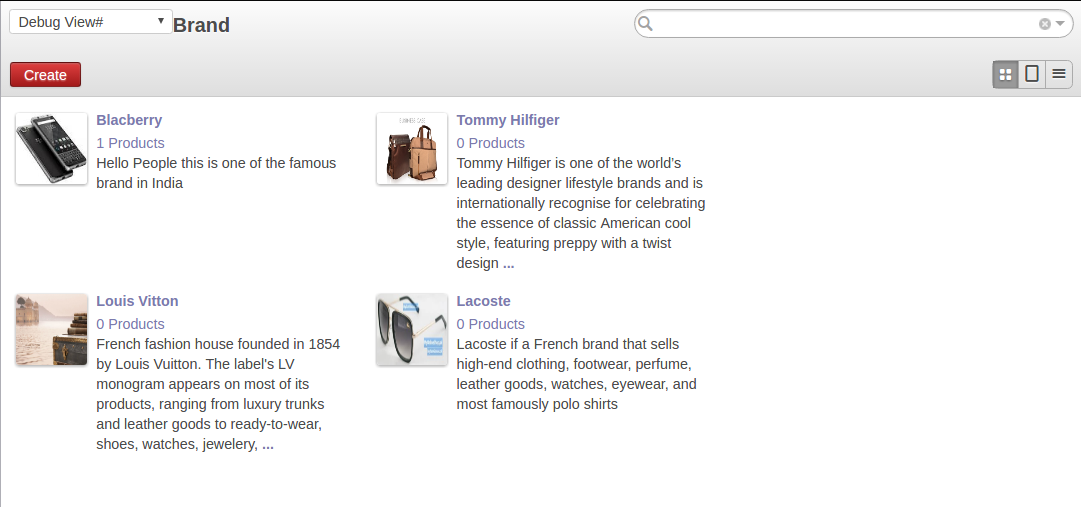 Debug View#
Brand
Create
Blacberry
1 Products
Hello People this is one of the famous
brand in India
Tommy Hilfiger
0 Products
Tommy Hilfiger is one of the world's
leading designer lifestyle brands and is
internationally recognise for celebrating
the essence of classic American cool
style, featuring preppy with a twist
design ...
Louis Vitton
0 Products
French fashion house founded in 1854
by Louis Vuitton. The label's LV
monogram appears on most of its
products, ranging from luxury trunks
and leather goods to ready-to-wear,
shoes, watches, jewelery, ...
Lacoste
0 Products
Lacoste if a French brand that sells
high-end clothing, footwear, perfume,
leather goods, watches, eyewear, and
most famously polo shirts